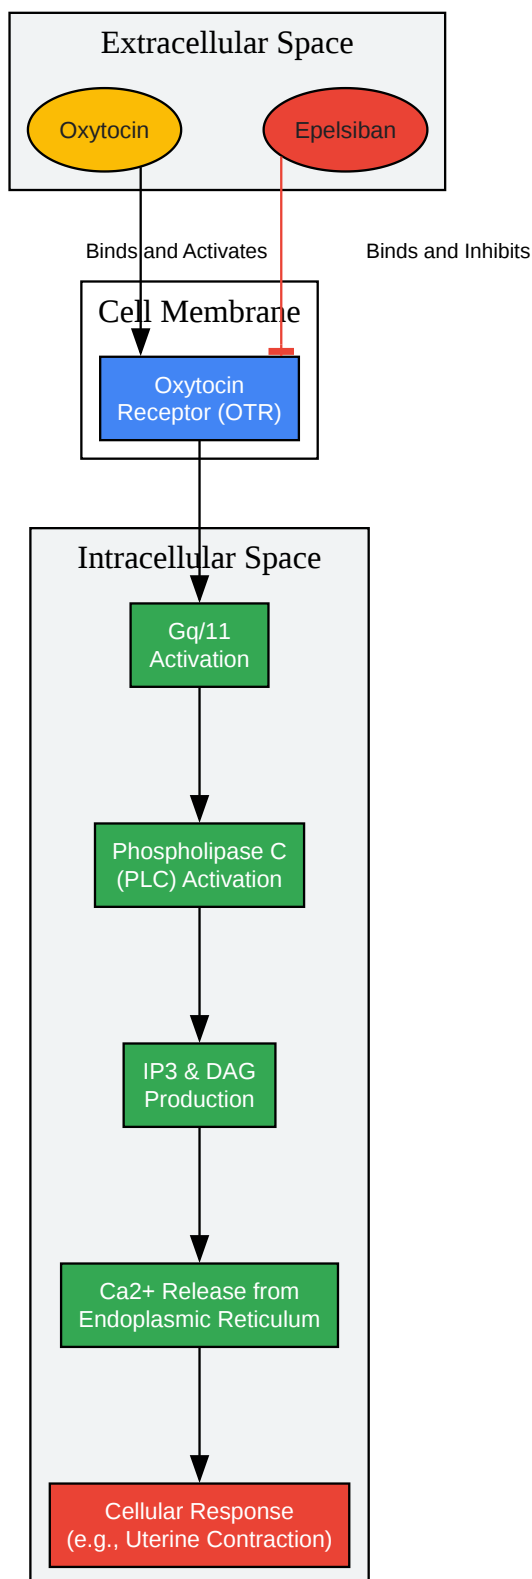 Extracellular Space
Oxytocin
Epelsiban
Binds and Activates
Binds and Inhibits
Cell Membrane
Oxytocin
Receptor (OTR)
Intracellular Space
Gq/11
Activation
Phospholipase C
(PLC) Activation
IP3 & DAG
Production
Ca2+ Release from
Endoplasmic Reticulum
Cellular Response
(e.g., Uterine Contraction)